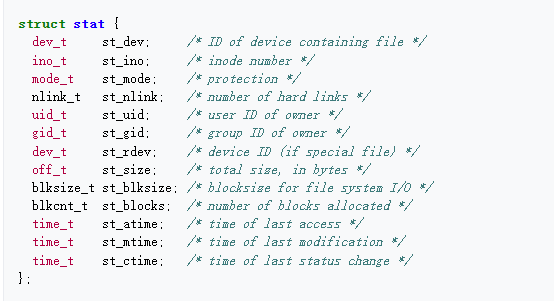 struct stat {
dev_t st_dev; /* ID of device containing file */
ino_t st_ino; /* inode number */
mode_t st_mode; /* protection */
nlink_t st_nlink; /* number of hard links */
uid_t st_uid; /* user ID of owner */
gid_t st_gid; /* group ID of owner */
dev_t st_rdev; /* device ID (if special file) */
off_t st_size; /* total size, in bytes */
blksize_t st_blksize; /* blocksize for file system I/O */
blkcnt_t st_blocks; /* number of blocks allocated */
time_t st_atime; /* time of last access */
time_t st_mtime; /* time of last modification */
time_t st_ctime; /* time of last status change */
};